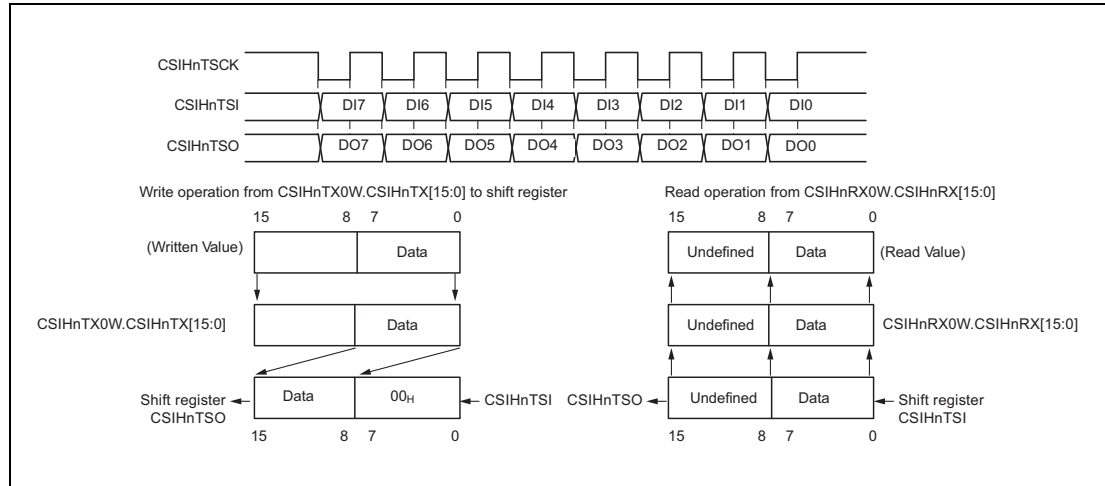 CSIHnTSCK
CSIHnTSI DI7 DI6 DI5 DI4 DI3 DI2 DI1 DI0
CSIHnTSO DO7 DO6 DO5 DO4 DO3 DO2 DO1 DO0
Write operation from CSIHnTX0W.CSIHnTX[15:0] to shift register
15 8 7 0
(Written Value) Data
CSIHnTX0W.CSIHnTX[15:0] Data
Shift register
CSIHnTSO
Data 00H CSIHnTSI
15 8 7 0
Read operation from CSIHnRX0W.CSIHnRX[15:0]
15 8 7 0
Undefined Data (Read Value)
Undefined Data CSIHnRX0W.CSIHnRX[15:0]
CSIHnTSO Undefined Data
Shift register
CSIHnTSI
15 8 7 0